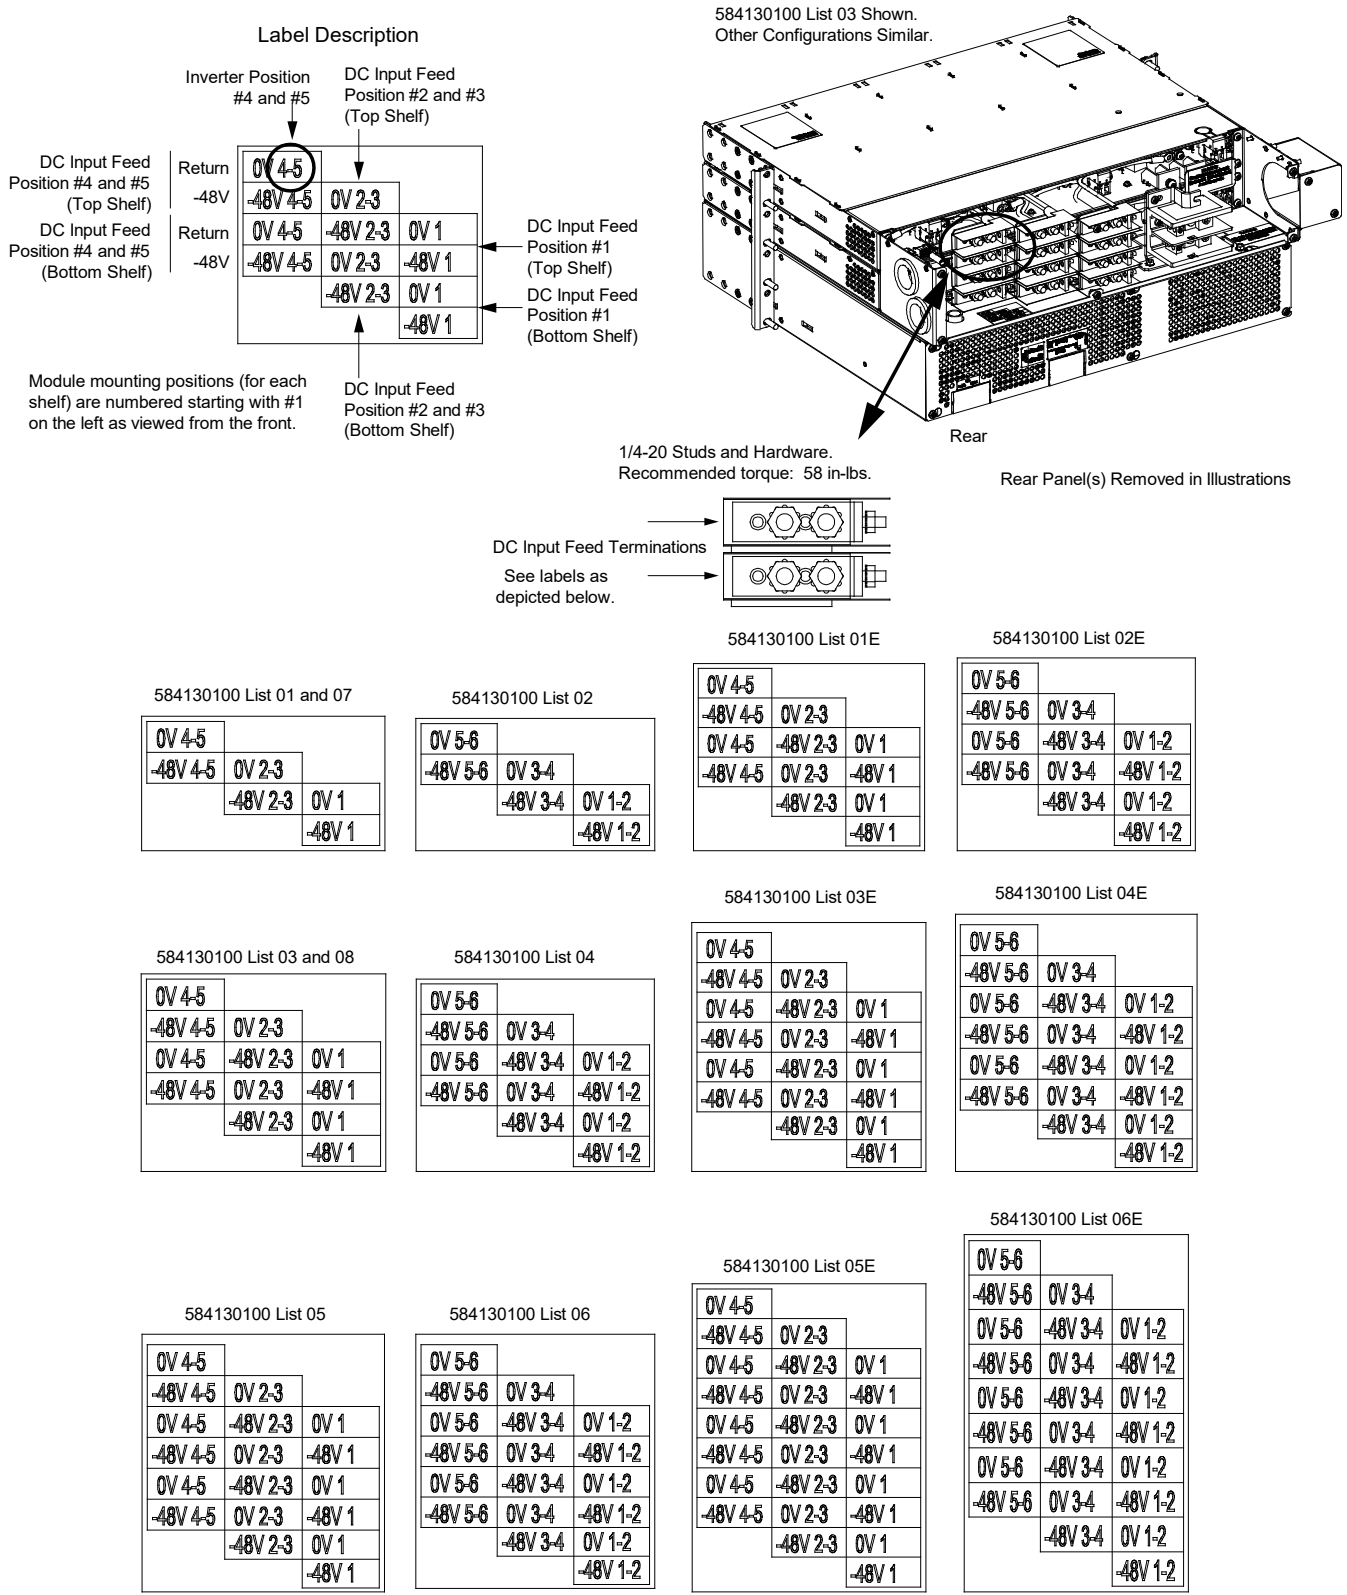 584130100 List 03 Shown.
Other Configurations Similar.
Label Description
Inverter Position
#4 and #5
DC Input Feed
Position #2 and #3
(Top Shelf)
DC Input Feed
Position #4 and #5
(Top Shelf)
Return
-48V
DC Input Feed
Position #4 and #5
(Bottom Shelf)
Return
-48V
0V 4-5
-48V 4-5 0V 2-3
0V 4-5 -48V 2-3 0V 1
-48V 4-5 0V 2-3 -48V 1
-48V 2-3 0V 1
-48V 1
DC Input Feed
Position #1
(Top Shelf)
DC Input Feed
Position #1
(Bottom Shelf)
DC Input Feed
Position #2 and #3
(Bottom Shelf)
Module mounting positions (for each
shelf) are numbered starting with #1
on the left as viewed from the front.
Rear
1/4-20 Studs and Hardware.
Recommended torque: 58 in-lbs.
Rear Panel(s) Removed in Illustrations
DC Input Feed Terminations
See labels as
depicted below.
584130100 List 01 and 07
0V 4-5
-48V 4-5 0V 2-3
-48V 2-3 0V 1
-48V 1
584130100 List 02
0V 5-6
-48V 5-6 0V 3-4
-48V 3-4 0V 1-2
-48V 1-2
584130100 List 01E
0V 4-5
-48V 4-5 0V 2-3
0V 4-5 -48V 2-3 0V 1
-48V 4-5 0V 2-3 -48V 1
-48V 2-3 0V 1
-48V 1
584130100 List 02E
0V 5-6
-48V 5-6 0V 3-4
0V 5-6 -48V 3-4 0V 1-2
-48V 5-6 0V 3-4 -48V 1-2
-48V 3-4 0V 1-2
-48V 1-2
584130100 List 03 and 08
0V 4-5
-48V 4-5 0V 2-3
0V 4-5 -48V 2-3 0V 1
-48V 4-5 0V 2-3 -48V 1
-48V 2-3 0V 1
-48V 1
584130100 List 04
0V 5-6
-48V 5-6 0V 3-4
0V 5-6 -48V 3-4 0V 1-2
-48V 5-6 0V 3-4 -48V 1-2
-48V 3-4 0V 1-2
-48V 1-2
584130100 List 03E
0V 4-5
-48V 4-5 0V 2-3
0V 4-5 -48V 2-3 0V 1
-48V 4-5 0V 2-3 -48V 1
0V 4-5 -48V 2-3 0V 1
-48V 4-5 0V 2-3 -48V 1
-48V 2-3 0V 1
-48V 1
584130100 List 04E
0V 5-6
-48V 5-6 0V 3-4
0V 5-6 -48V 3-4 0V 1-2
-48V 5-6 0V 3-4 -48V 1-2
0V 5-6 -48V 3-4 0V 1-2
-48V 5-6 0V 3-4 -48V 1-2
-48V 3-4 0V 1-2
-48V 1-2
584130100 List 05
0V 4-5
-48V 4-5 0V 2-3
0V 4-5 -48V 2-3 0V 1
-48V 4-5 0V 2-3 -48V 1
0V 4-5 -48V 2-3 0V 1
-48V 4-5 0V 2-3 -48V 1
-48V 2-3 0V 1
-48V 1
584130100 List 06
0V 5-6
-48V 5-6 0V 3-4
0V 5-6 -48V 3-4 0V 1-2
-48V 5-6 0V 3-4 -48V 1-2
0V 5-6 -48V 3-4 0V 1-2
-48V 5-6 0V 3-4 -48V 1-2
-48V 3-4 0V 1-2
-48V 1-2
584130100 List 05E
0V 4-5
-48V 4-5 0V 2-3
0V 4-5 -48V 2-3 0V 1
-48V 4-5 0V 2-3 -48V 1
0V 4-5 -48V 2-3 0V 1
-48V 4-5 0V 2-3 -48V 1
0V 4-5 -48V 2-3 0V 1
-48V 4-5 0V 2-3 -48V 1
-48V 2-3 0V 1
-48V 1
584130100 List 06E
0V 5-6
-48V 5-6 0V 3-4
0V 5-6 -48V 3-4 0V 1-2
-48V 5-6 0V 3-4 -48V 1-2
0V 5-6 -48V 3-4 0V 1-2
-48V 5-6 0V 3-4 -48V 1-2
0V 5-6 -48V 3-4 0V 1-2
-48V 5-6 0V 3-4 -48V 1-2
-48V 3-4 0V 1-2
-48V 1-2